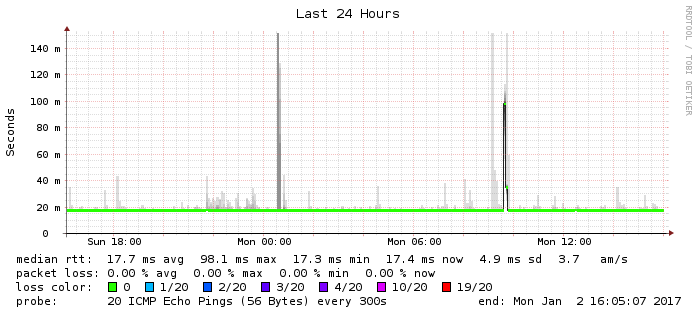 Last 24 Hours
RRDTOOL / TOBI OETIKER
Seconds
140 m
120 m
100 m
80 m
60 m
40 m
20 m
0
Sun 18:00 Mon 00:00 Mon 06:00 Mon 12:00
median rtt: 17.7 ms avg 98.1 ms max 17.3 ms min 17.4 ms now 4.9 ms sd 3.7 am/s
packet loss: 0.00 % avg 0.00 % max 0.00 % min 0.00 % now
loss color: 0 1/20 2/20 3/20 4/20 10/20 19/20
probe: 20 ICMP Echo Pings (56 Bytes) every 300s end: Mon Jan 2 16:05:07 2017